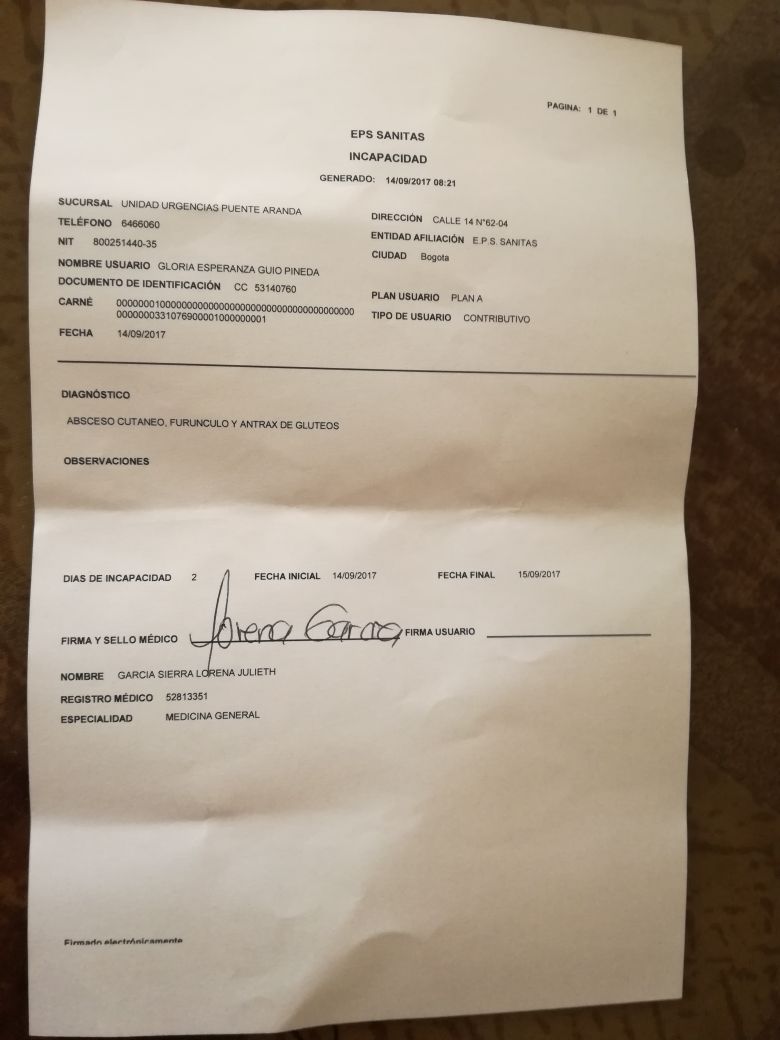 PAGINA: 1 DE 1
EPS SANITAS
INCAPACIDAD
GENERADO: 14/09/2017 08:21
SUCURSAL UNIDAD URGENCIAS PUENTE ARANDA
DIRECCIÓN CALLE 14 N°62-04
TELÉFONO 6466060
ENTIDAD AFILIACIÓN E.P.S. SANITAS
NIT 800251440-35
CIUDAD Bogota
NOMBRE USUARIO GLORIA ESPERANZA GUIO PINEDA
DOCUMENTO DE IDENTIFICACIÓN CC 53140760
PLAN USUARIO PLAN A
CARNÉ
TIPO DE USUARIO CONTRIBUTIVO
FECHA 14/09/2017
DIAGNÓSTICO
ABSCESO CUTANEO, FURUNCULO Y ANTRAX DE GLUTEOS
OBSERVACIONES
DIAS DE INCAPACIDAD 2 FECHA INICIAL 14/09/2017 FECHA FINAL 15/09/2017
FIRMA Y SELLO MÉDICO Lorena Garcia FIRMA USUARIO
NOMBRE GARCIA SIERRA LORENA JULIETH
REGISTRO MÉDICO 52813351
ESPECIALIDAD MEDICINA GENERAL
Firmado electrónicamente